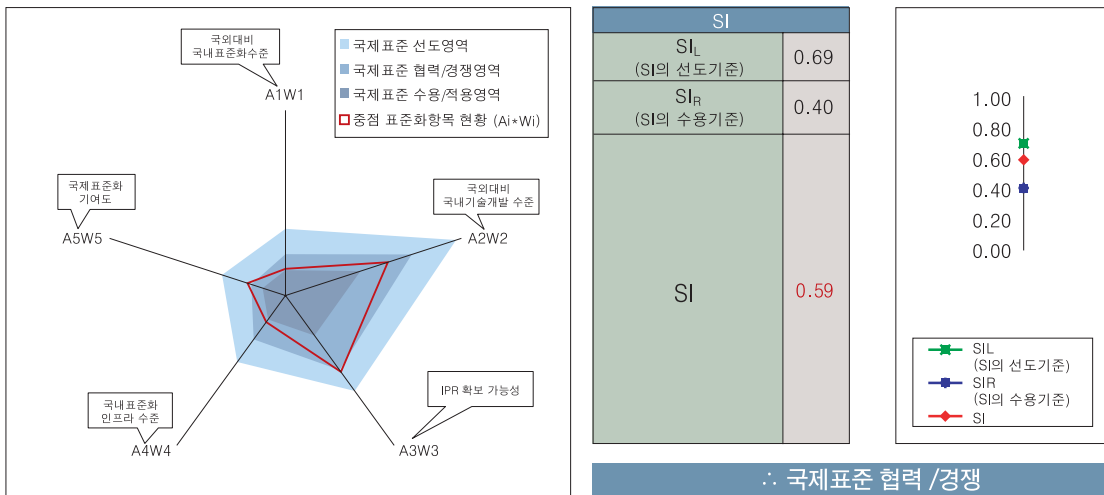 국외대비
국내표준화수준
A1W1
국제표준 선도영역
국제표준 협력/경쟁영역
국제표준 수용/적용영역
중점 표준화항목 현황 (Ai*Wi)
국제표준화
기여도
A5W5
국외대비
국내기술개발 수준
A2W2
국내표준화
인프라 수준
A4W4
IPR 확보 가능성
A3W3
SI
SIL
(SI의 선도기준)
0.69
SIR
(SI의 수용기준)
0.40
SI
0.59
1.00
0.80
0.60
0.40
0.20
0.00
SIL
(SI의 선도기준)
SIR
(SI의 수용기준)
SI
∴ 국제표준 협력 /경쟁